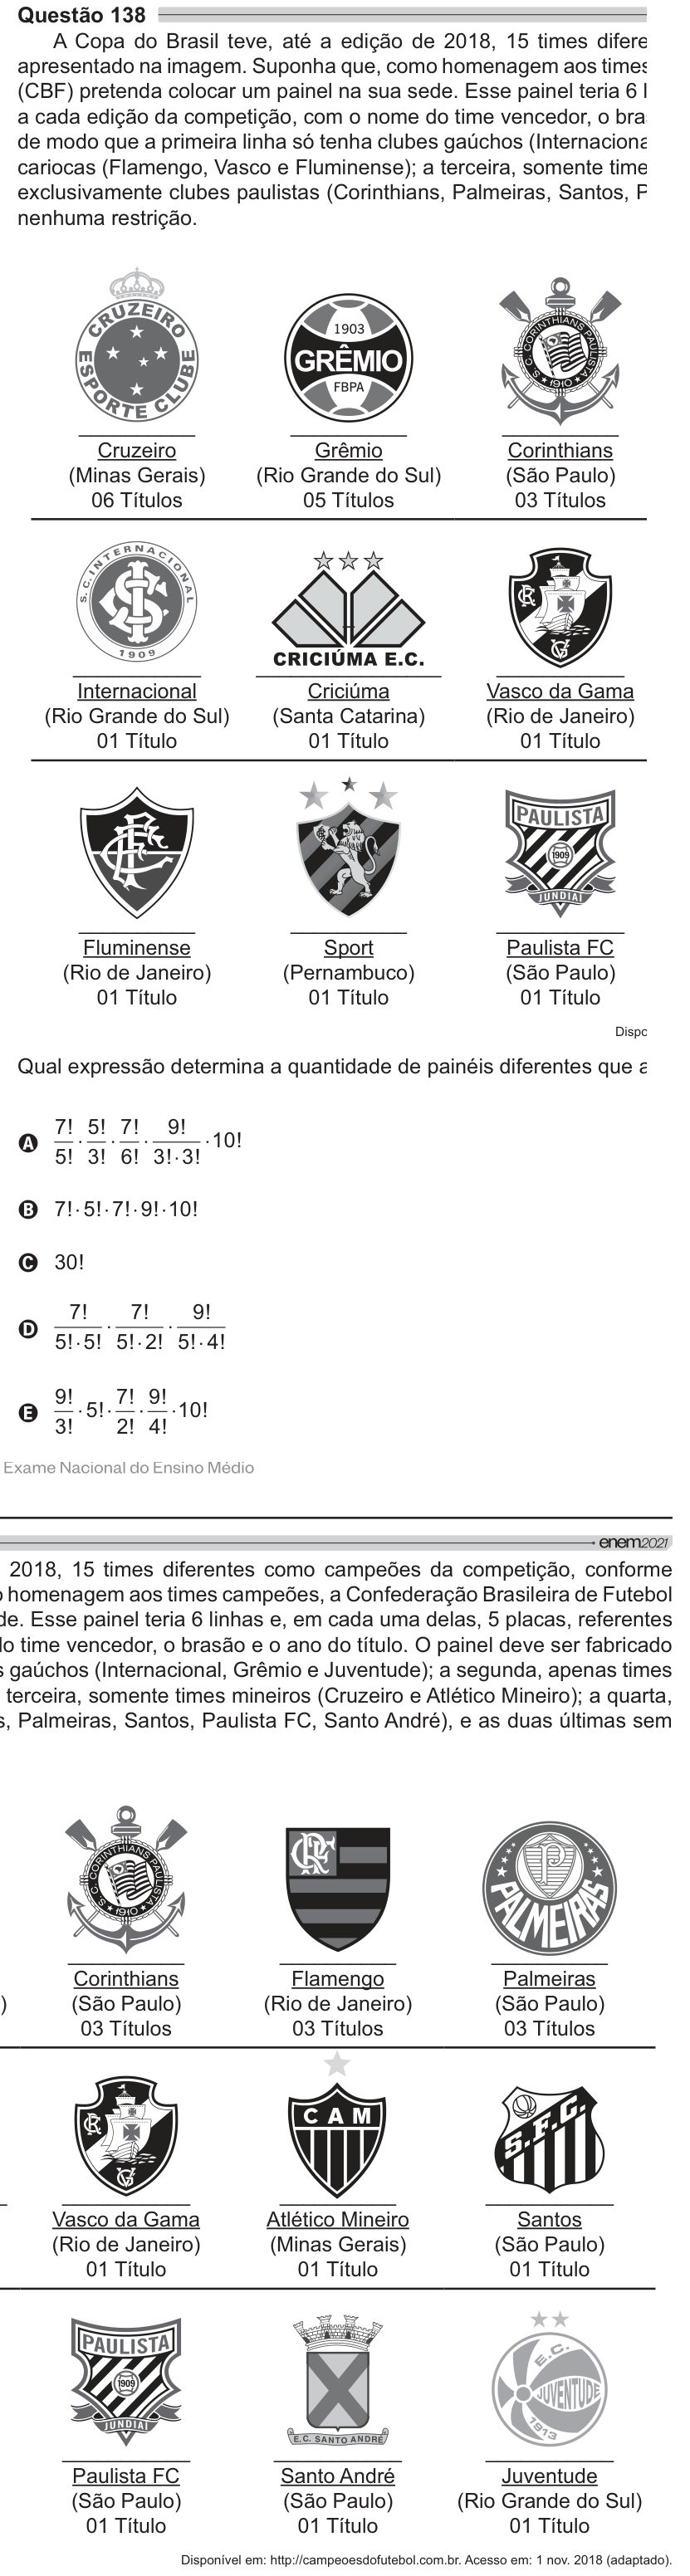 Questão 138
A Copa do Brasil teve, até a edição de 2018, 15 times difere
apresentado na imagem. Suponha que, como homenagem aos times
(CBF) pretenda colocar um painel na sua sede. Esse painel teria 6 l
a cada edição da competição, com o nome do time vencedor, o bra
de modo que a primeira linha só tenha clubes gaúchos (Internaciona
cariocas (Flamengo, Vasco e Fluminense); a terceira, somente time
exclusivamente clubes paulistas (Corinthians, Palmeiras, Santos, P
nenhuma restrição.
CRUZEIRO ESPORTE CLUBE
1903 GRÊMIO FBPA
S.C. CORINTHIANS PAULISTA 1910
Cruzeiro Grêmio Corinthians
(Minas Gerais) (Rio Grande do Sul) (São Paulo)
06 Títulos 05 Títulos 03 Títulos
S.C. INTERNACIONAL 1909
CRICIÚMA E.C.
Internacional Criciúma Vasco da Gama
(Rio Grande do Sul) (Santa Catarina) (Rio de Janeiro)
01 Título 01 Título 01 Título
PAULISTA 1909 JUNDIAÍ
Fluminense Sport Paulista FC
(Rio de Janeiro) (Pernambuco) (São Paulo)
01 Título 01 Título 01 Título
Dispo
Qual expressão determina a quantidade de painéis diferentes que a
A 7!/5! · 5!/3! · 7!/6! · 9!/(3!·3!) · 10!
B 7!·5!·7!·9!·10!
C 30!
D 7!/(5!·5!) · 7!/(5!·2!) · 9!/(5!·4!)
E 9!/3! · 5! · 7!/2! · 9!/4! · 10!
Exame Nacional do Ensino Médio
enem2021
2018, 15 times diferentes como campeões da competição, conforme
o homenagem aos times campeões, a Confederação Brasileira de Futebol
de. Esse painel teria 6 linhas e, em cada uma delas, 5 placas, referentes
lo time vencedor, o brasão e o ano do título. O painel deve ser fabricado
s gaúchos (Internacional, Grêmio e Juventude); a segunda, apenas times
terceira, somente times mineiros (Cruzeiro e Atlético Mineiro); a quarta,
s, Palmeiras, Santos, Paulista FC, Santo André), e as duas últimas sem
S.C. CORINTHIANS PAULISTA 1910
P PALMEIRAS
Corinthians Flamengo Palmeiras
) (São Paulo) (Rio de Janeiro) (São Paulo)
03 Títulos 03 Títulos 03 Títulos
CAM
S.F.C.
Vasco da Gama Atlético Mineiro Santos
(Rio de Janeiro) (Minas Gerais) (São Paulo)
01 Título 01 Título 01 Título
PAULISTA 1909 JUNDIAÍ
E.C. SANTO ANDRÉ
E.C. JUVENTUDE 1913
Paulista FC Santo André Juventude
(São Paulo) (São Paulo) (Rio Grande do Sul)
01 Título 01 Título 01 Título
Disponível em: http://campeoesdofutebol.com.br. Acesso em: 1 nov. 2018 (adaptado).